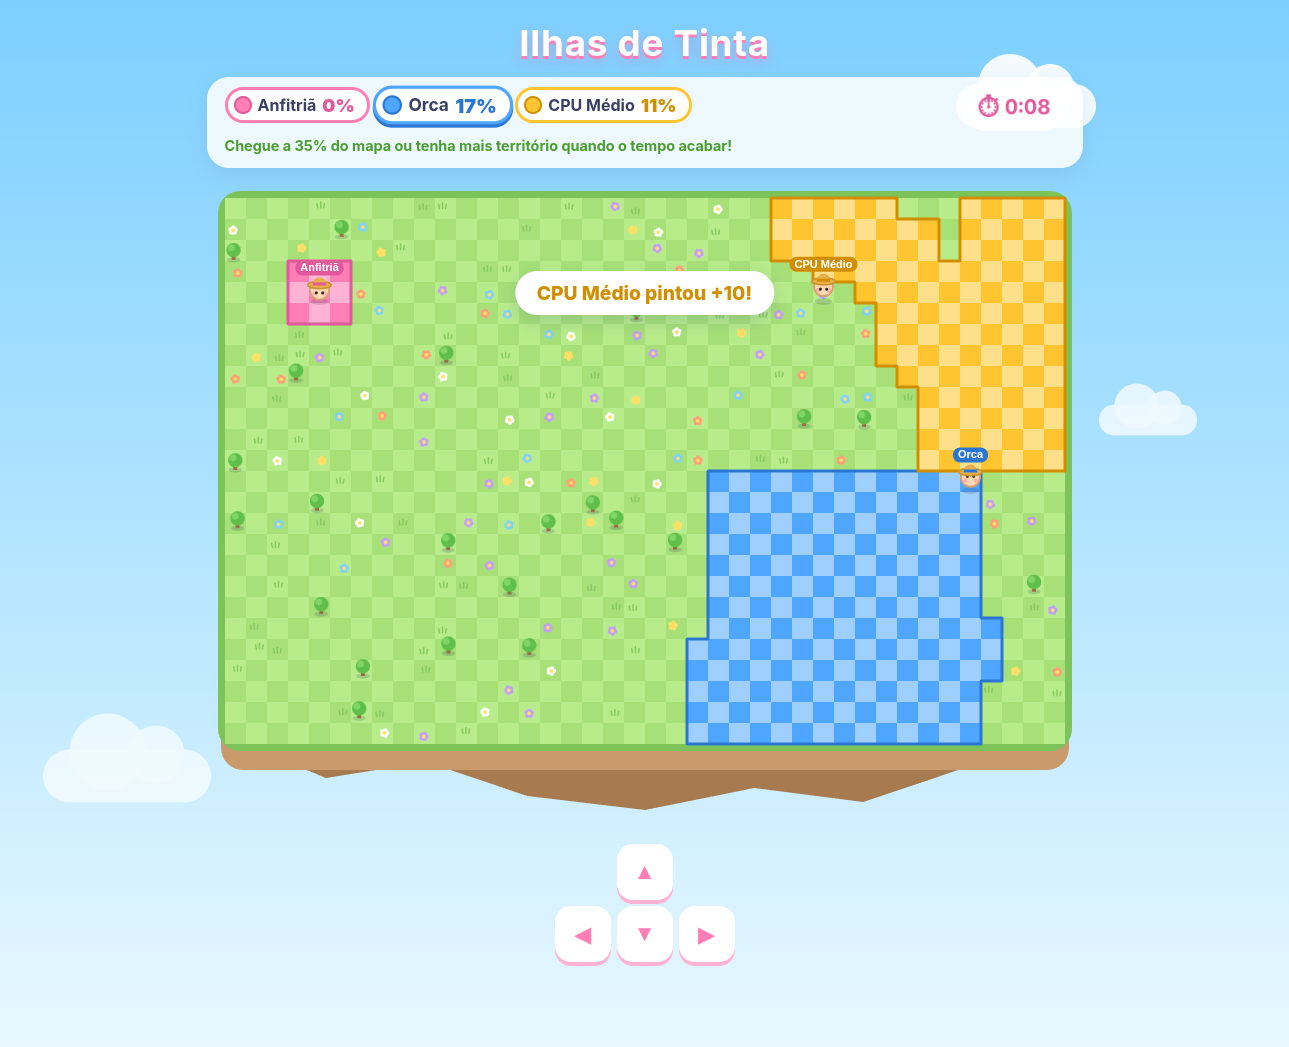 Ilhas de Tinta
Anfitriã 0%
Orca 17%
CPU Médio 11%
⏱ 0:08
Chegue a 35% do mapa ou tenha mais território quando o tempo acabar!
Anfitriã
CPU Médio
CPU Médio pintou +10!
Orca
▲
◀ ▼ ▶